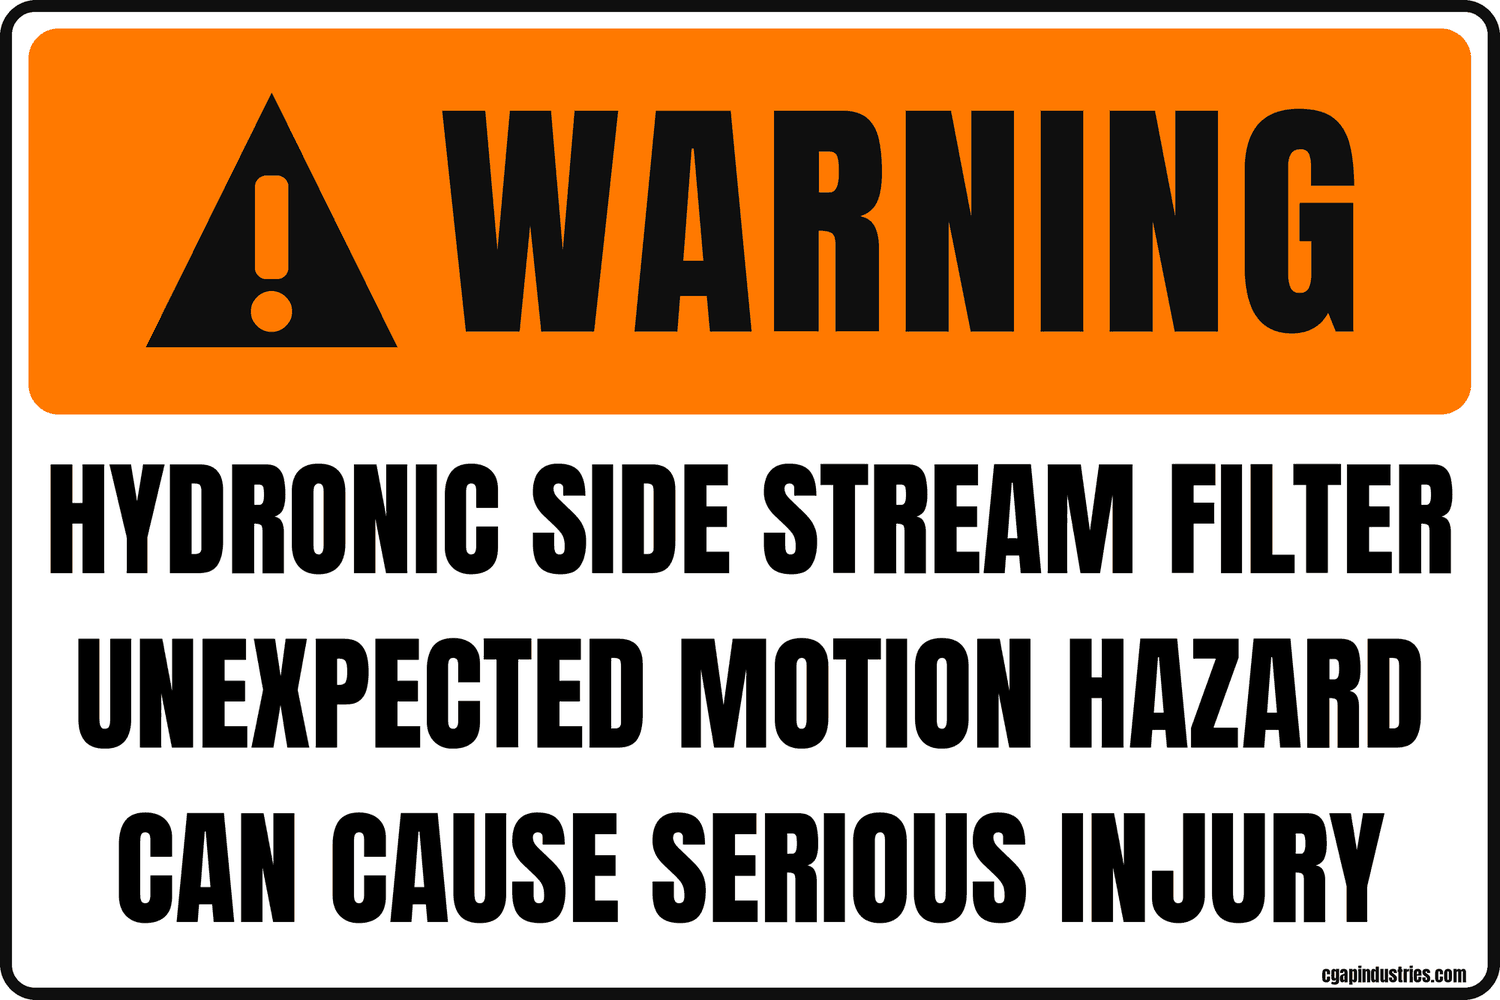 WARNING
HYDRONIC SIDE STREAM FILTER
UNEXPECTED MOTION HAZARD
CAN CAUSE SERIOUS INJURY
cgapindustries.com